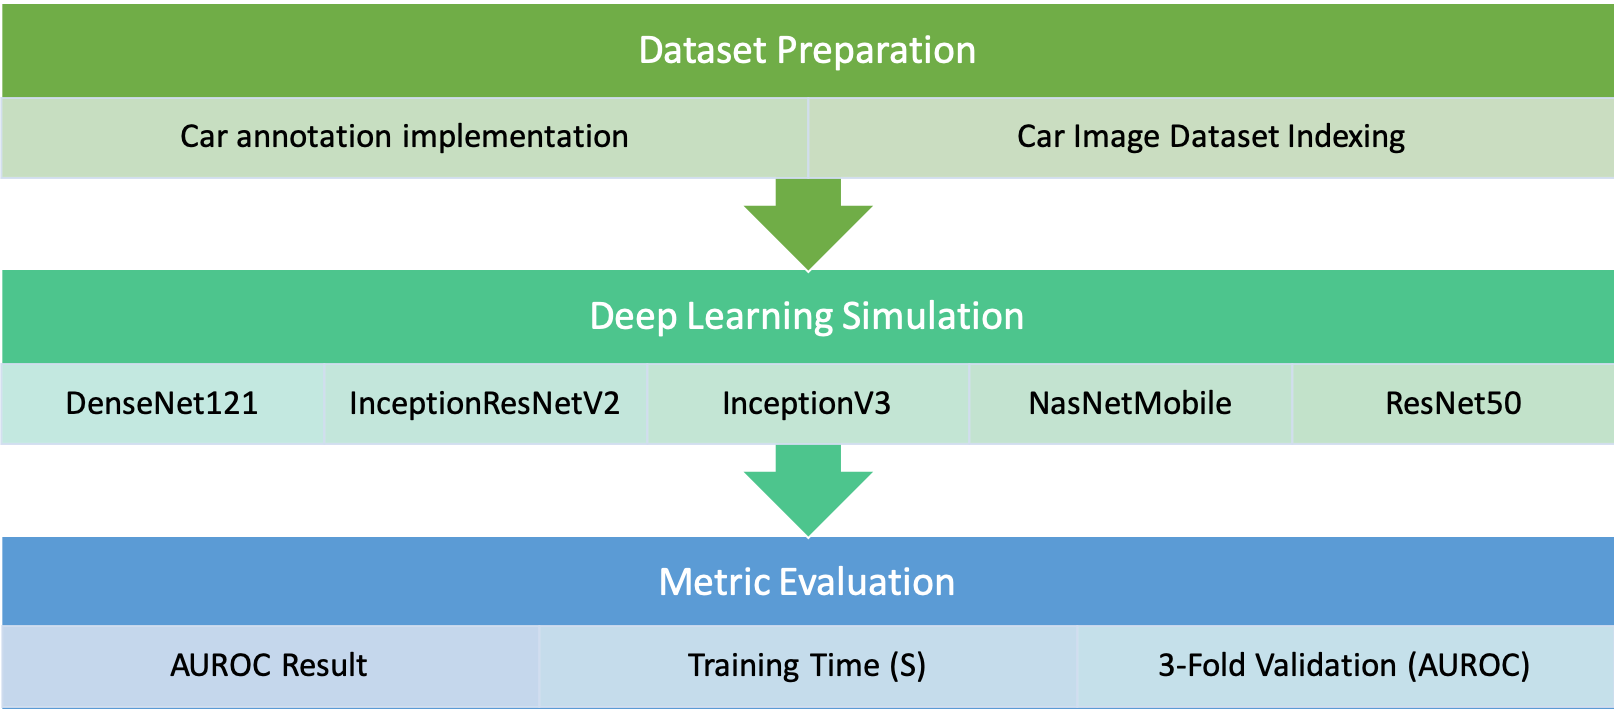 Dataset Preparation
Car annotation implementation
Car Image Dataset Indexing
Deep Learning Simulation
DenseNet121
InceptionResNetV2
InceptionV3
NasNetMobile
ResNet50
Metric Evaluation
AUROC Result
Training Time (S)
3-Fold Validation (AUROC)